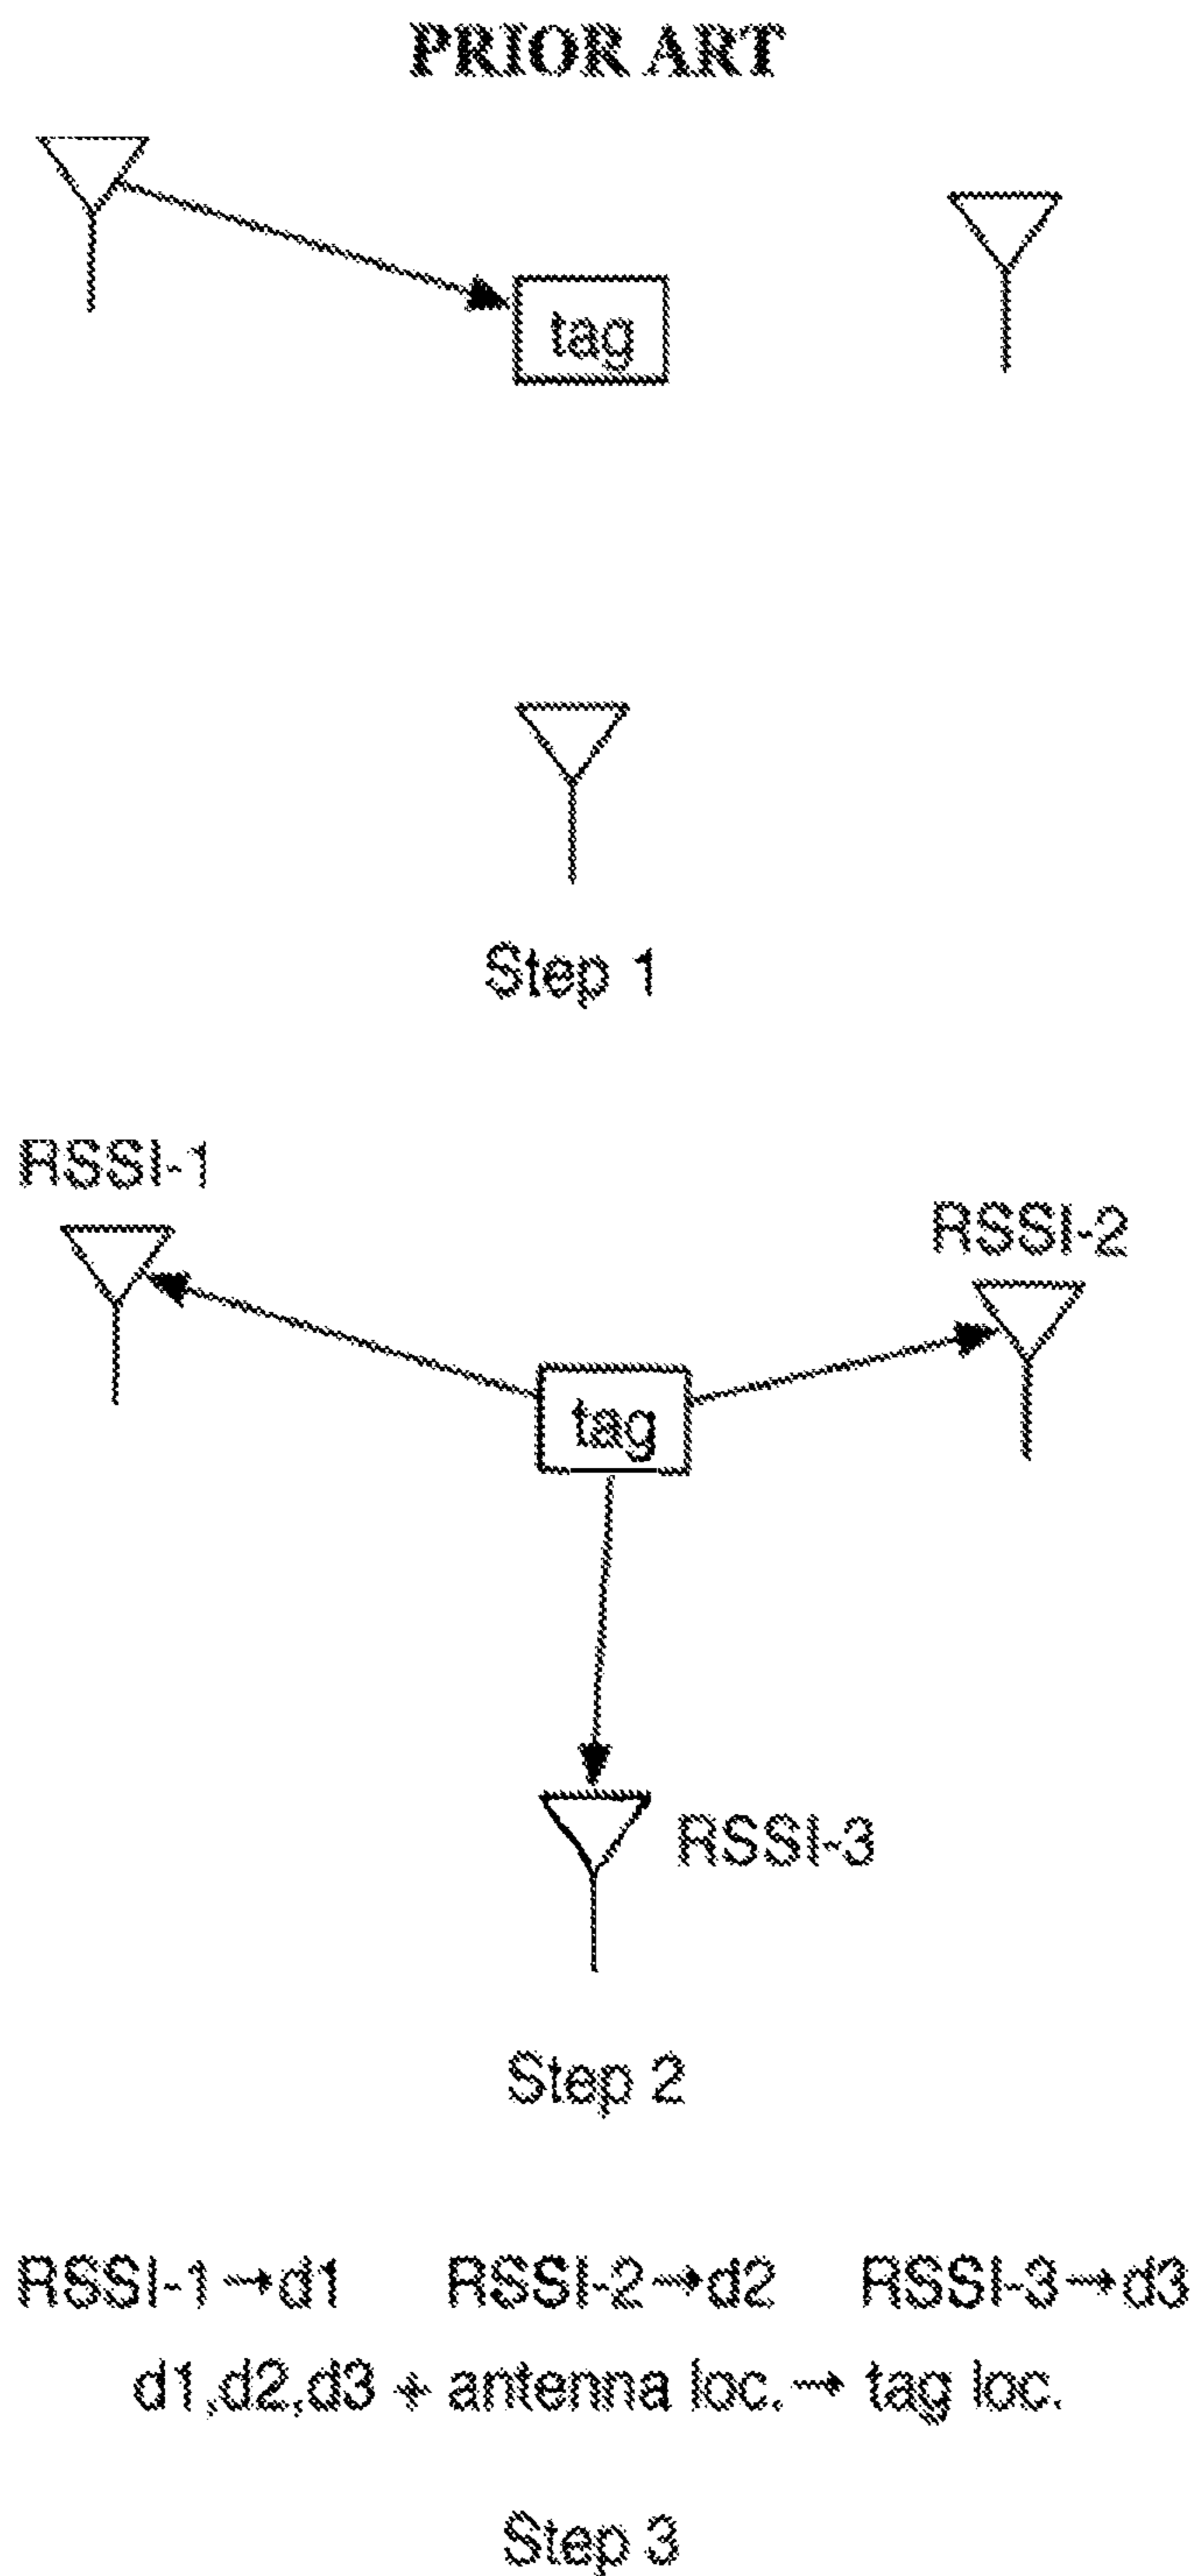 PRIOR ART
tag
Step 1
RSSI-1
RSSI-2
tag
RSSI-3
Step 2
RSSI-1→d1 RSSI-2→d2 RSSI-3→d3
d1,d2,d3 + antenna loc.→ tag loc.
Step 3